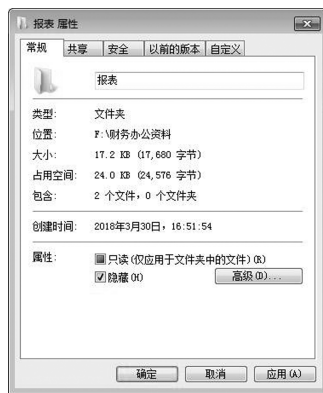 报表 属性
常规 共享 安全 以前的版本 自定义
报表
类型: 文件夹
位置: F:\财务办公资料
大小: 17.2 KB (17,680 字节)
占用空间: 24.0 KB (24,576 字节)
包含: 2 个文件，0 个文件夹
创建时间: 2018年3月30日，16:51:54
属性: 只读(仅应用于文件夹中的文件)(R)
隐藏(H) 高级(D)...
确定 取消 应用(A)